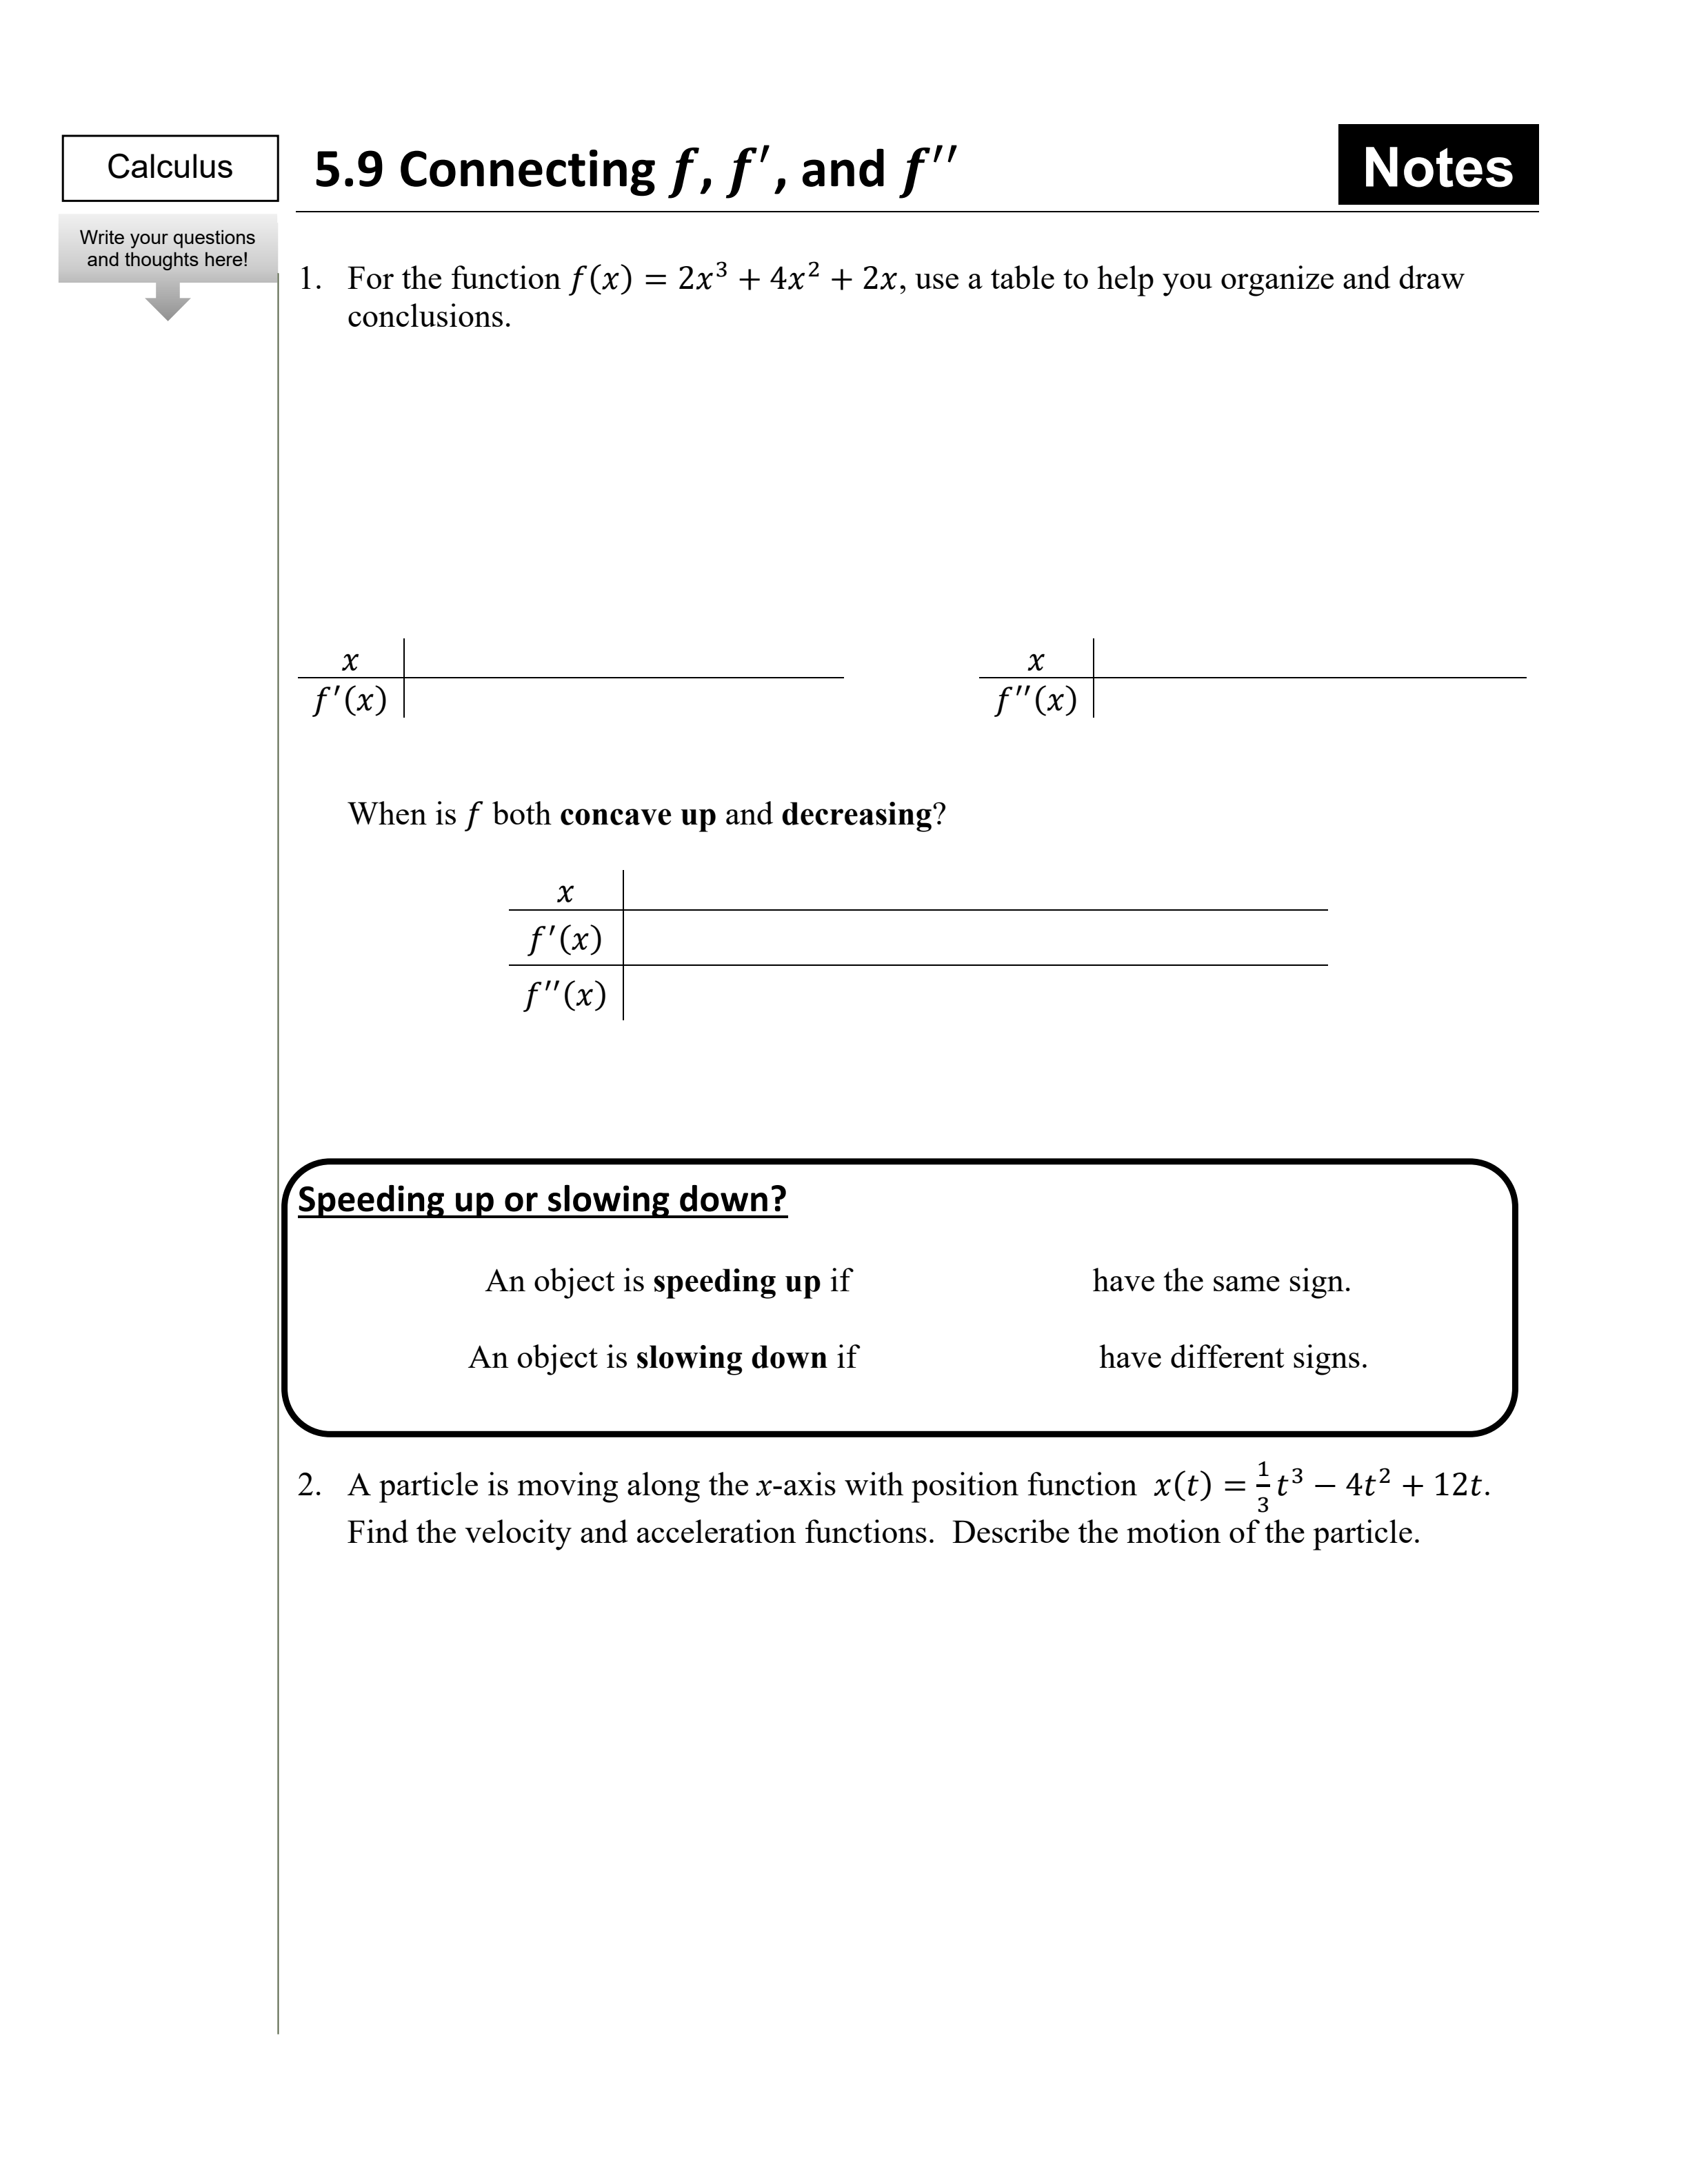 Calculus
5.9 Connecting f, f′, and f′′
Notes
Write your questions
and thoughts here!
1. For the function f(x) = 2x³ + 4x² + 2x, use a table to help you organize and draw
conclusions.
x
f′(x)
x
f′′(x)
When is f both concave up and decreasing?
x
f′(x)
f′′(x)
Speeding up or slowing down?
An object is speeding up if have the same sign.
An object is slowing down if have different signs.
2. A particle is moving along the x-axis with position function x(t) = 1/3 t³ − 4t² + 12t.
Find the velocity and acceleration functions. Describe the motion of the particle.